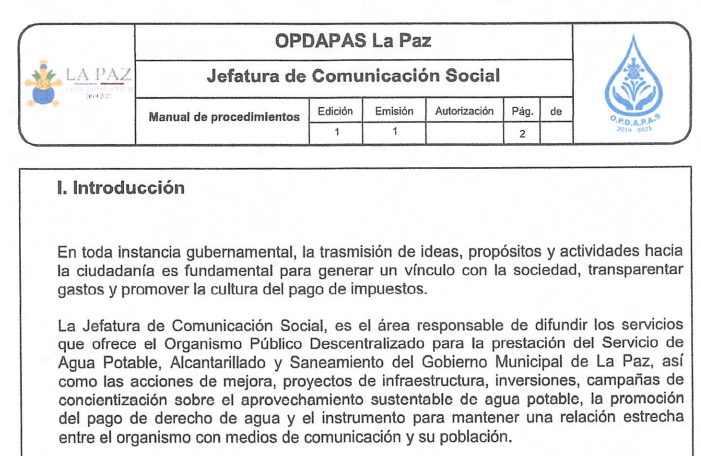 OPDAPAS La Paz
LA PAZ
Jefatura de Comunicación Social
Manual de procedimientos
Edición Emisión Autorización Pág. de
1 1 2
O.P.D.A.P.A.S
2019 2021
I. Introducción
En toda instancia gubernamental, la trasmisión de ideas, propósitos y actividades hacia
la ciudadanía es fundamental para generar un vínculo con la sociedad, transparentar
gastos y promover la cultura del pago de impuestos.
La Jefatura de Comunicación Social, es el área responsable de difundir los servicios
que ofrece el Organismo Público Descentralizado para la prestación del Servicio de
Agua Potable, Alcantarillado y Saneamiento del Gobierno Municipal de La Paz, así
como las acciones de mejora, proyectos de infraestructura, inversiones, campañas de
concientización sobre el aprovechamiento sustentable de agua potable, la promoción
del pago de derecho de agua y el instrumento para mantener una relación estrecha
entre el organismo con medios de comunicación y su población.